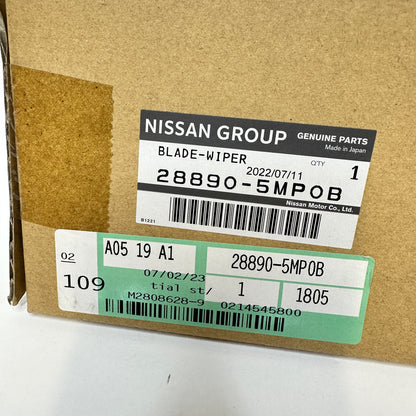 NISSAN GROUP GENUINE PARTS
Made in Japan
BLADE-WIPER QTY 1
2022/07/11
28890-5MP0B
Nissan Motor Co., Ltd.
B1221
02 A05 19 A1 28890-5MP0B
109 07/02/23 1 1805
tial st/
M2808628-9 0214545800